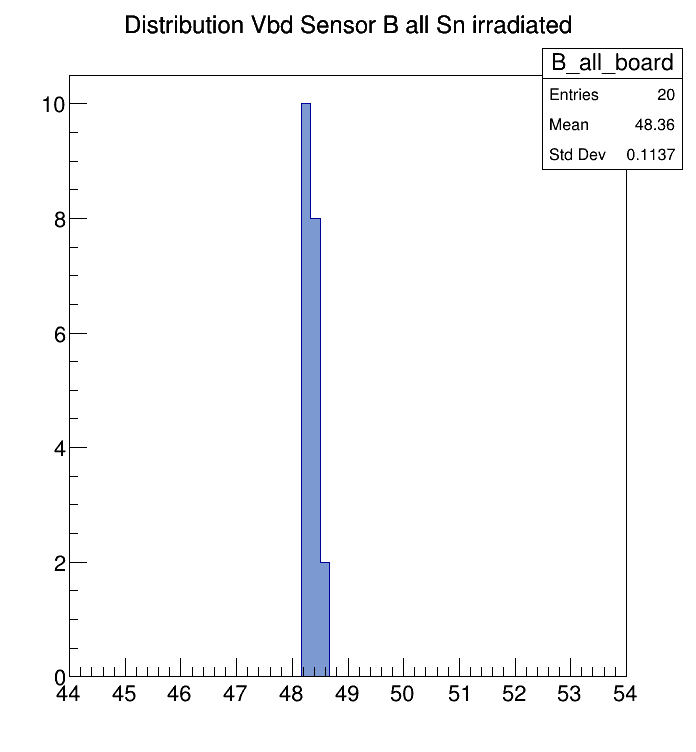 Distribution Vbd Sensor B all Sn irradiated
B_all_board
Entries 20
Mean 48.36
Std Dev 0.1137
10
8
6
4
2
0
44 45 46 47 48 49 50 51 52 53 54